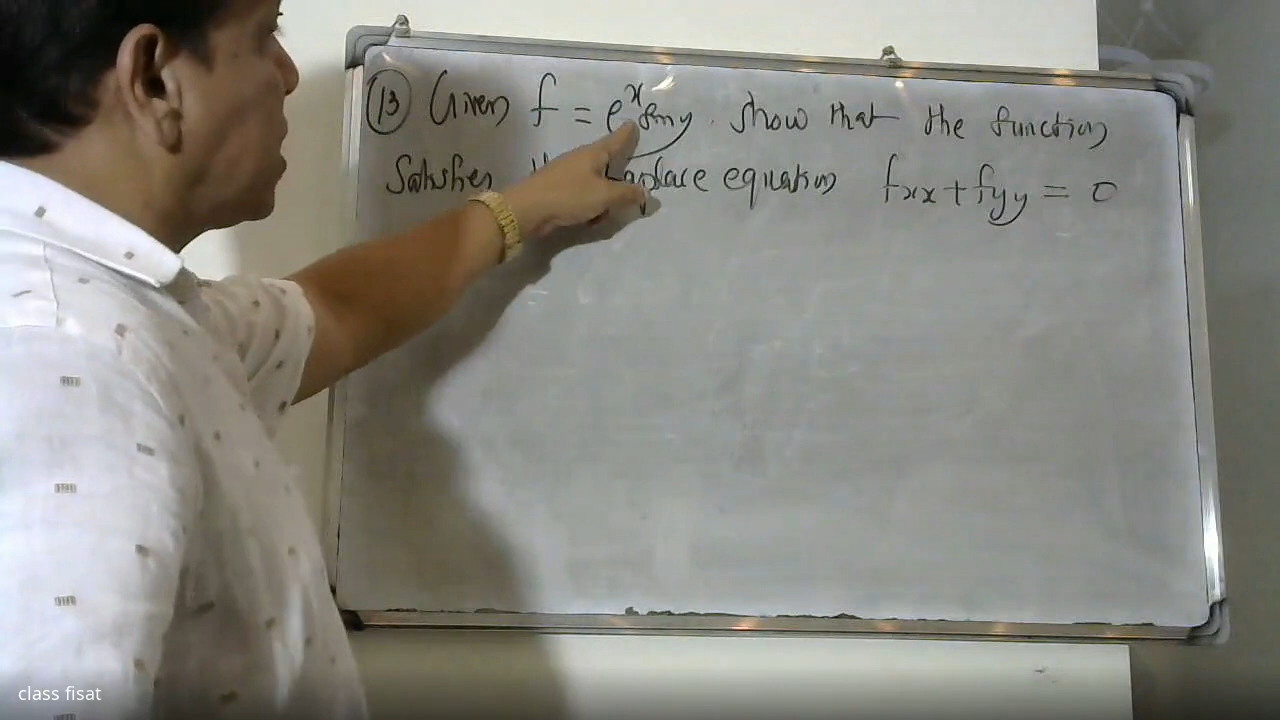 (13) Given f = e^x sin y. Show that the function
Satisfies Laplace equation fxx + fyy = 0
class fisat